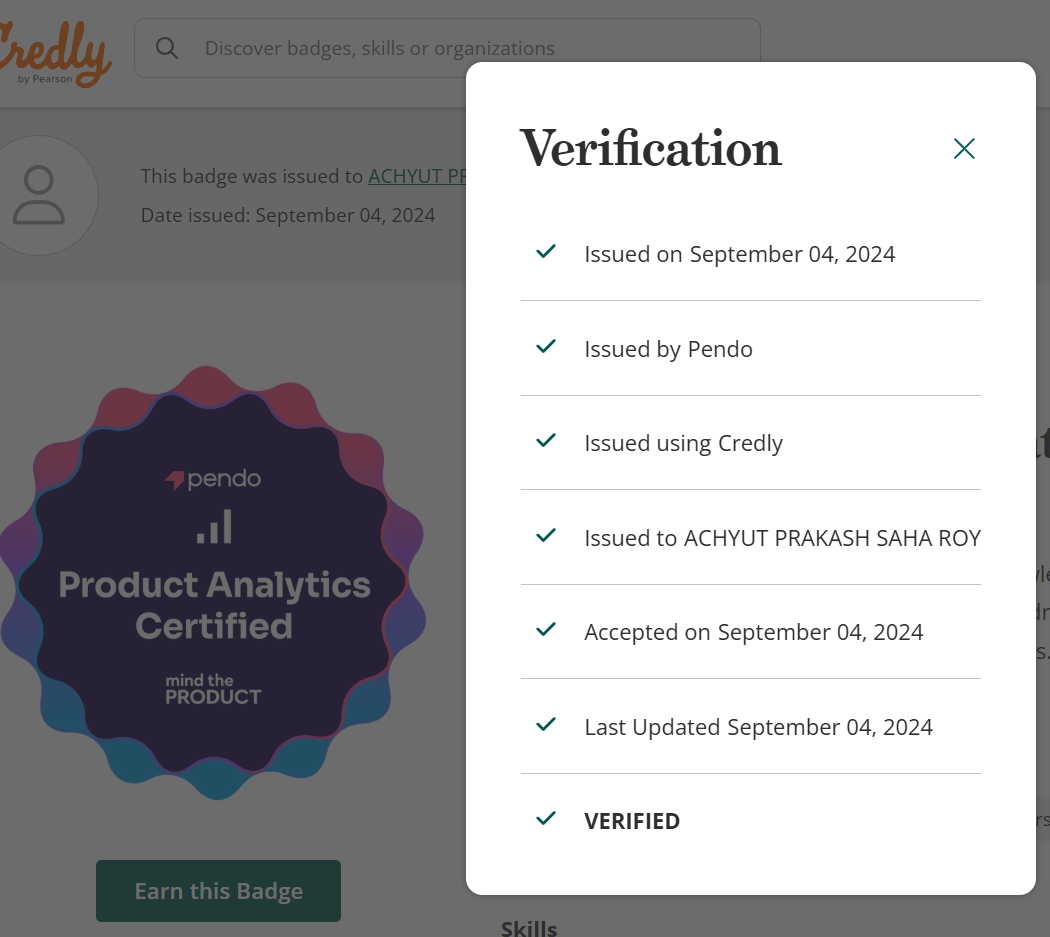 Credly
by Pearson
Discover badges, skills or organizations
This badge was issued to ACHYUT
Date issued: September 04, 2024
pendo
Product Analytics
Certified
mind the
PRODUCT
Earn this Badge
Verification
Issued on September 04, 2024
Issued by Pendo
Issued using Credly
Issued to ACHYUT PRAKASH SAHA ROY
Accepted on September 04, 2024
Last Updated September 04, 2024
VERIFIED
Skills